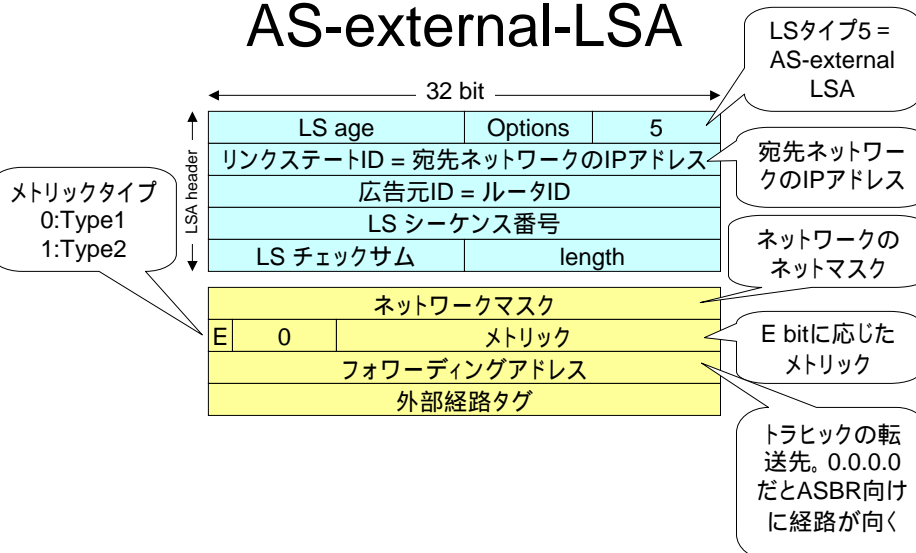 AS-external-LSA
LSタイプ5 =
AS-external
LSA
32 bit
LSA header
LS age Options 5
リンクステートID = 宛先ネットワークのIPアドレス
広告元ID = ルータID
LS シーケンス番号
LS チェックサム length
宛先ネットワー
クのIPアドレス
メトリックタイプ
0:Type1
1:Type2
ネットワークの
ネットマスク
ネットワークマスク
E 0 メトリック
フォワーディングアドレス
外部経路タグ
E bitに応じた
メトリック
トラヒックの転
送先。0.0.0.0
だとASBR向け
に経路が向く